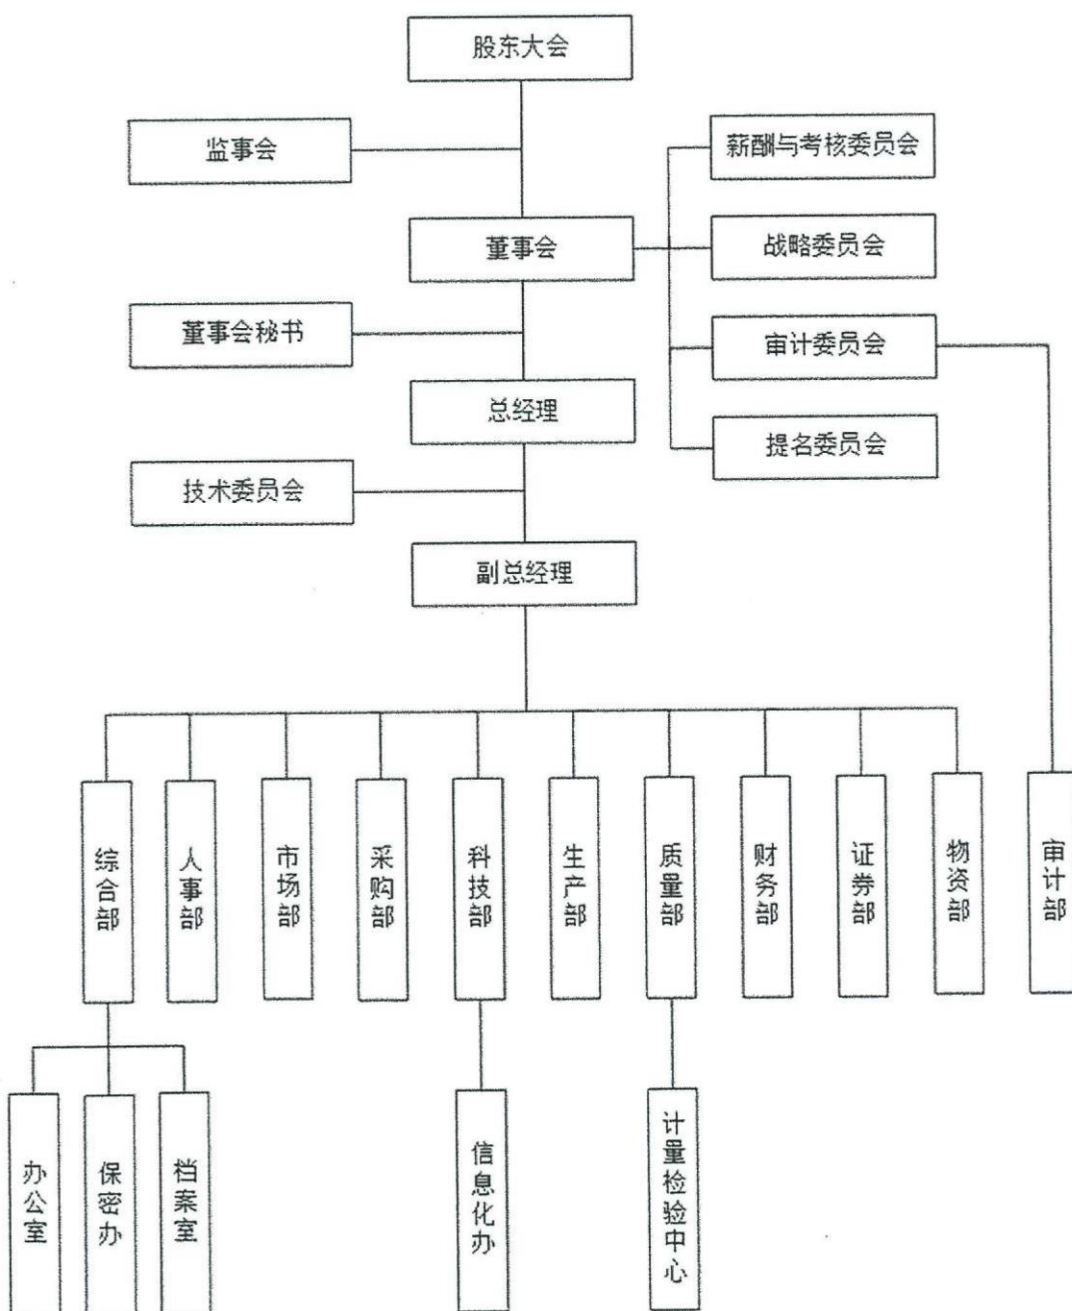 股东大会
监事会
薪酬与考核委员会
董事会
战略委员会
董事会秘书
审计委员会
总经理
提名委员会
技术委员会
副总经理
综合部
人事部
市场部
采购部
科技部
生产部
质量部
财务部
证券部
物资部
审计部
办公室
保密办
档案室
信息化办
计量检验中心